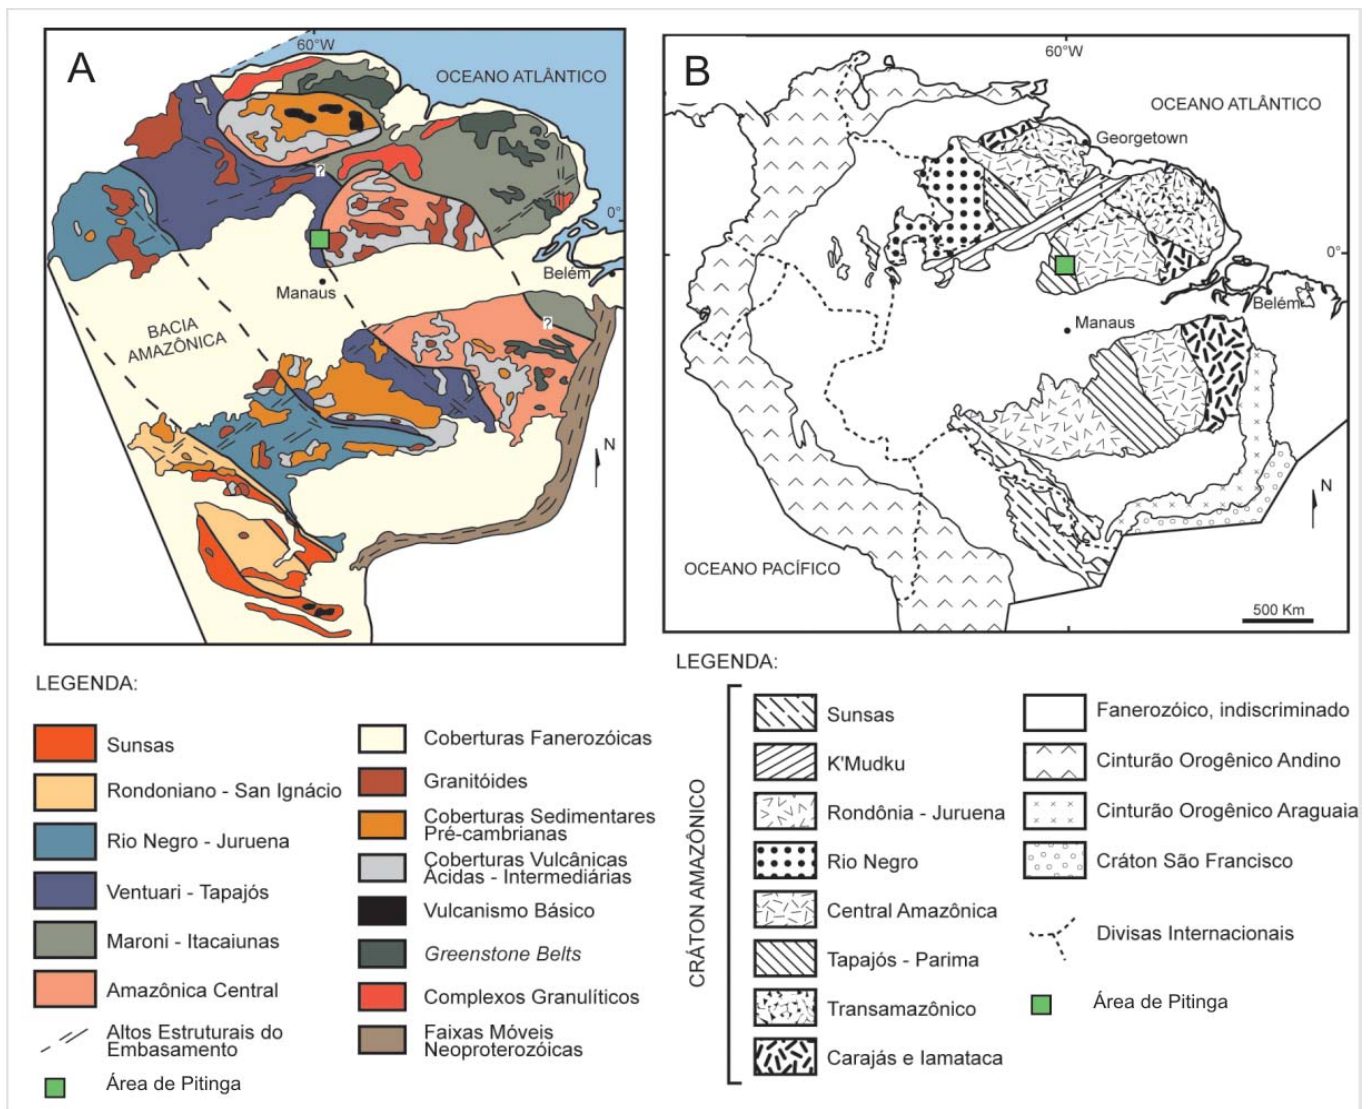 A
60°W
OCEANO ATLÂNTICO
?
0°
Belém
Manaus
BACIA
AMAZÔNICA
?
N
B
60°W
OCEANO ATLÂNTICO
Georgetown
0°
Belém
Manaus
N
OCEANO PACÍFICO
500 Km
LEGENDA:
Sunsas
Rondoniano - San Ignácio
Rio Negro - Juruena
Ventuari - Tapajós
Maroni - Itacaiunas
Amazônica Central
Altos Estruturais do
Embasamento
Área de Pitinga
Coberturas Fanerozóicas
Granitóides
Coberturas Sedimentares
Pré-cambrianas
Coberturas Vulcânicas
Ácidas - Intermediárias
Vulcanismo Básico
Greenstone Belts
Complexos Granulíticos
Faixas Móveis
Neoproterozóicas
LEGENDA:
CRÁTON AMAZÔNICO
Sunsas
K'Mudku
Rondônia - Juruena
Rio Negro
Central Amazônica
Tapajós - Parima
Transamazônico
Carajás e Iamataca
Fanerozóico, indiscriminado
Cinturão Orogênico Andino
Cinturão Orogênico Araguaia
Cráton São Francisco
Divisas Internacionais
Área de Pitinga